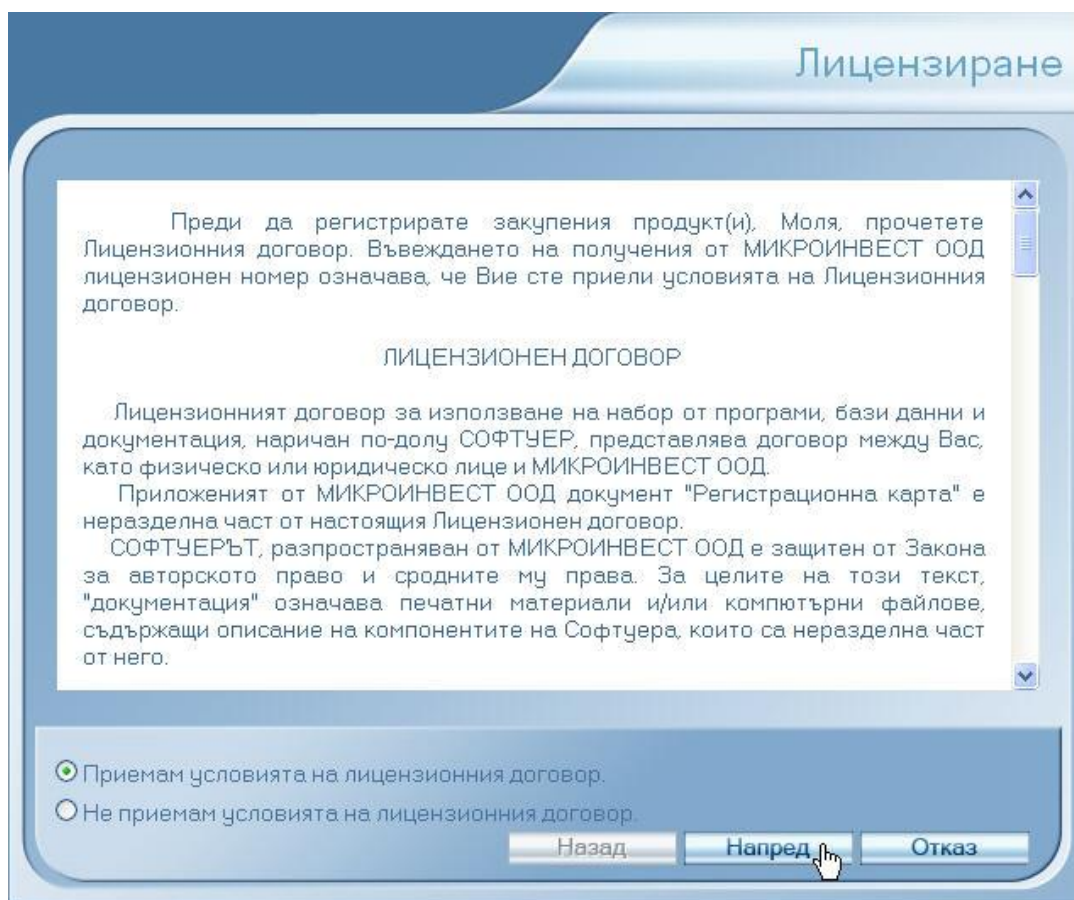 Лицензиране
Преди да регистрирате закупения продукт(и), Моля, прочетете
Лицензионния договор. Въвеждането на получения от МИКРОИНВЕСТ ООД
лицензионен номер означава, че Вие сте приели условията на Лицензионния
договор.
ЛИЦЕНЗИОНЕН ДОГОВОР
Лицензионният договор за използване на набор от програми, бази данни и
документация, наричан по-долу СОФТУЕР, представлява договор между Вас,
като физическо или юридическо лице и МИКРОИНВЕСТ ООД.
Приложеният от МИКРОИНВЕСТ ООД документ "Регистрационна карта" е
неразделна част от настоящия Лицензионен договор.
СОФТУЕРЪТ, разпространяван от МИКРОИНВЕСТ ООД е защитен от Закона
за авторското право и сродните му права. За целите на този текст,
"документация" означава печатни материали и/или компютърни файлове,
съдържащи описание на компонентите на Софтуера, които са неразделна част
от него.
Приемам условията на лицензионния договор.
Не приемам условията на лицензионния договор.
Назад Напред Отказ